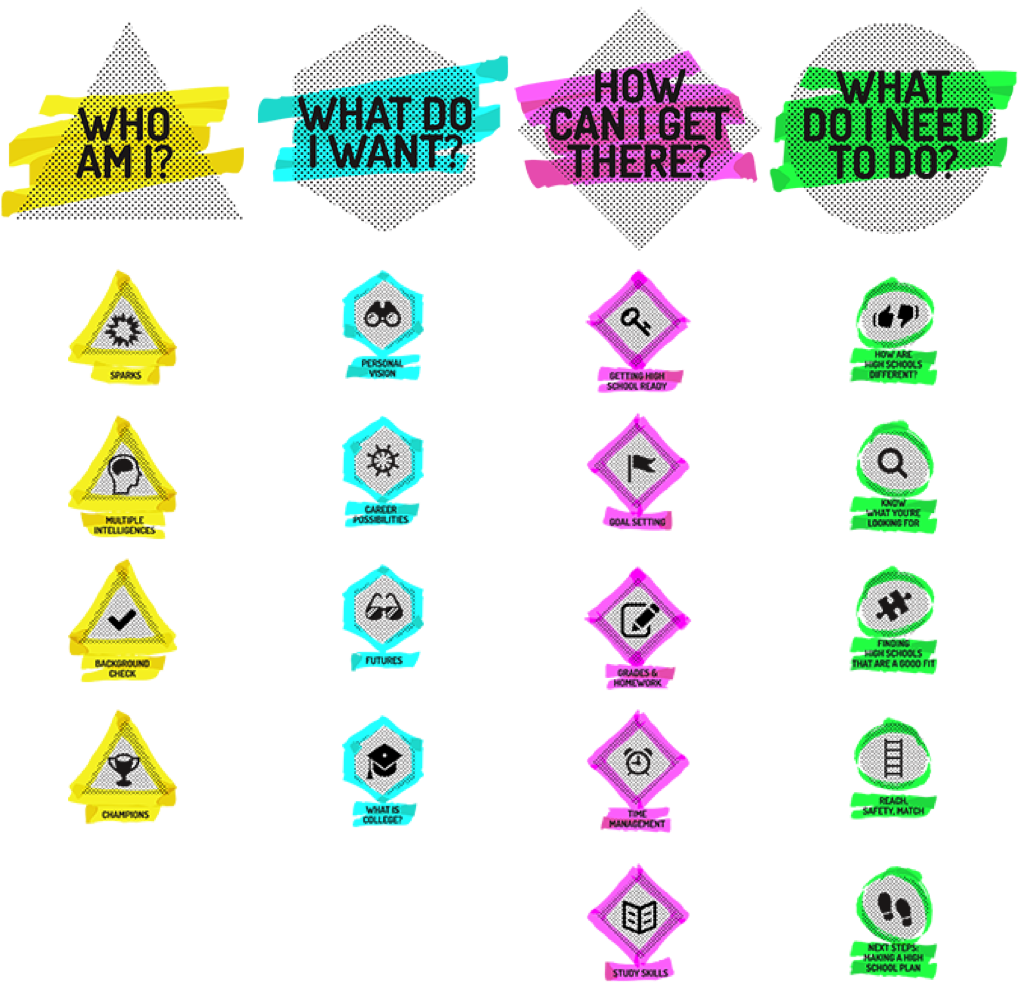 WHO
AM I?
WHAT DO
I WANT?
HOW
CAN I GET
THERE?
WHAT
DO I NEED
TO DO?
SPARKS
PERSONAL
VISION
GETTING HIGH
SCHOOL READY
HOW ARE
HIGH SCHOOLS
DIFFERENT?
MULTIPLE
INTELLIGENCES
CAREER
POSSIBILITIES
GOAL SETTING
KNOW
WHAT YOU'RE
LOOKING FOR
BACKGROUND
CHECK
FUTURES
GRADES &
HOMEWORK
FINDING
HIGH SCHOOLS
THAT ARE A GOOD FIT
CHAMPIONS
WHAT IS
COLLEGE?
TIME
MANAGEMENT
REACH,
SAFETY, MATCH
STUDY SKILLS
NEXT STEPS:
MAKING A HIGH
SCHOOL PLAN